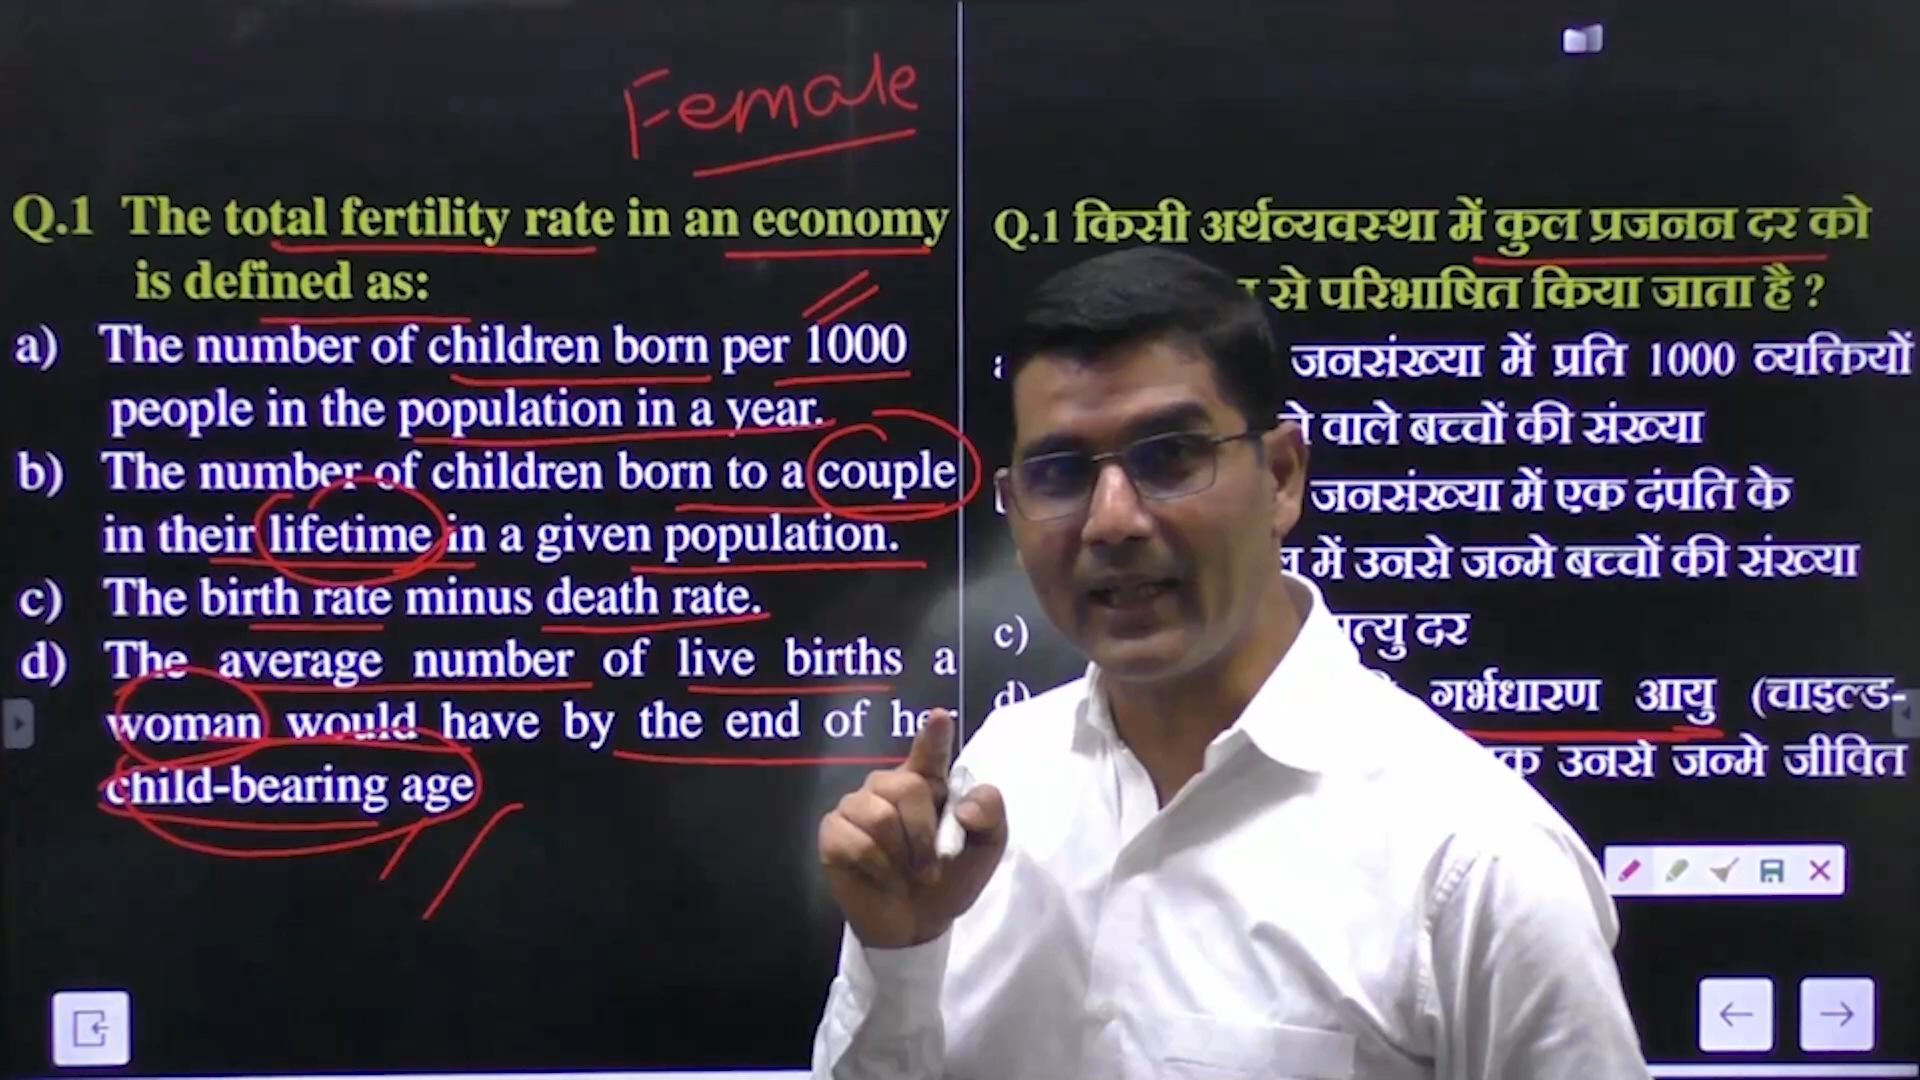 Female
Q.1 The total fertility rate in an economy
is defined as:
a) The number of children born per 1000
people in the population in a year.
b) The number of children born to a couple
in their lifetime in a given population.
c) The birth rate minus death rate.
d) The average number of live births a
woman would have by the end of her
child-bearing age
Q.1 किसी अर्थव्यवस्था में कुल प्रजनन दर को
से परिभाषित किया जाता है ?
जनसंख्या में प्रति 1000 व्यक्तियों
वाले बच्चों की संख्या
जनसंख्या में एक दंपति के
में उनसे जन्मे बच्चों की संख्या
c) दर
d) गर्भधारण आयु (चाइल्ड-
उनसे जन्मे जीवित